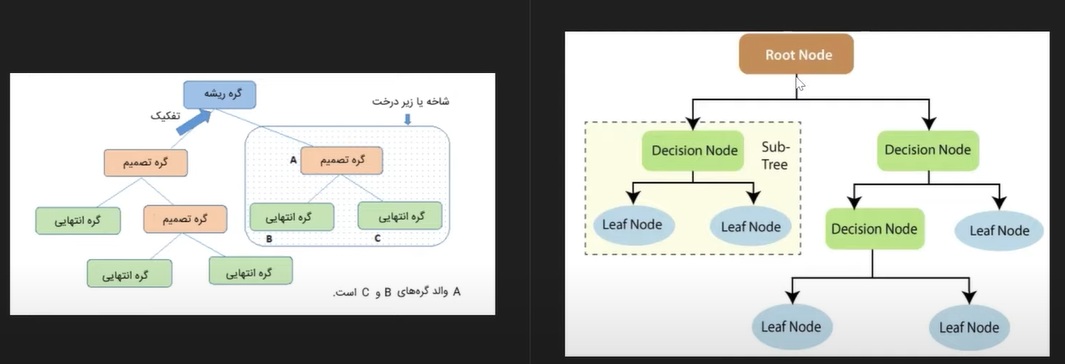 گره ریشه
تفکیک
شاخه یا زیر درخت
گره تصمیم
A
گره تصمیم
گره انتهایی
گره تصمیم
گره انتهایی
گره انتهایی
B
C
گره انتهایی
گره انتهایی
A والد گره‌های B و C است.
Root Node
Decision Node
Sub-
Tree
Decision Node
Leaf Node
Leaf Node
Decision Node
Leaf Node
Leaf Node
Leaf Node